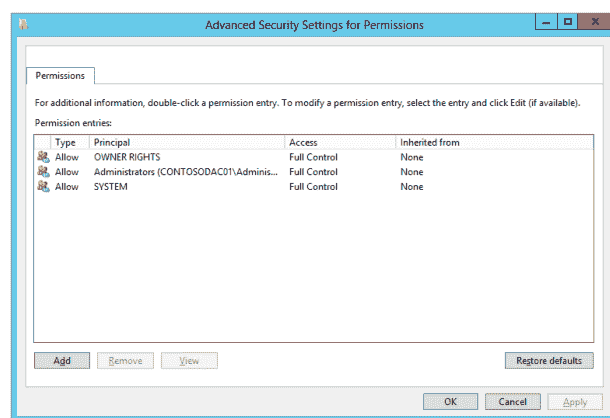 Advanced Security Settings for Permissions
Permissions
For additional information, double-click a permission entry. To modify a permission entry, select the entry and click Edit (if available).
Permission entries:
Type Principal Access Inherited from
Allow OWNER RIGHTS Full Control None
Allow Administrators (CONTOSODAC01\Adminis... Full Control None
Allow SYSTEM Full Control None
Add Remove View Restore defaults
OK Cancel Apply